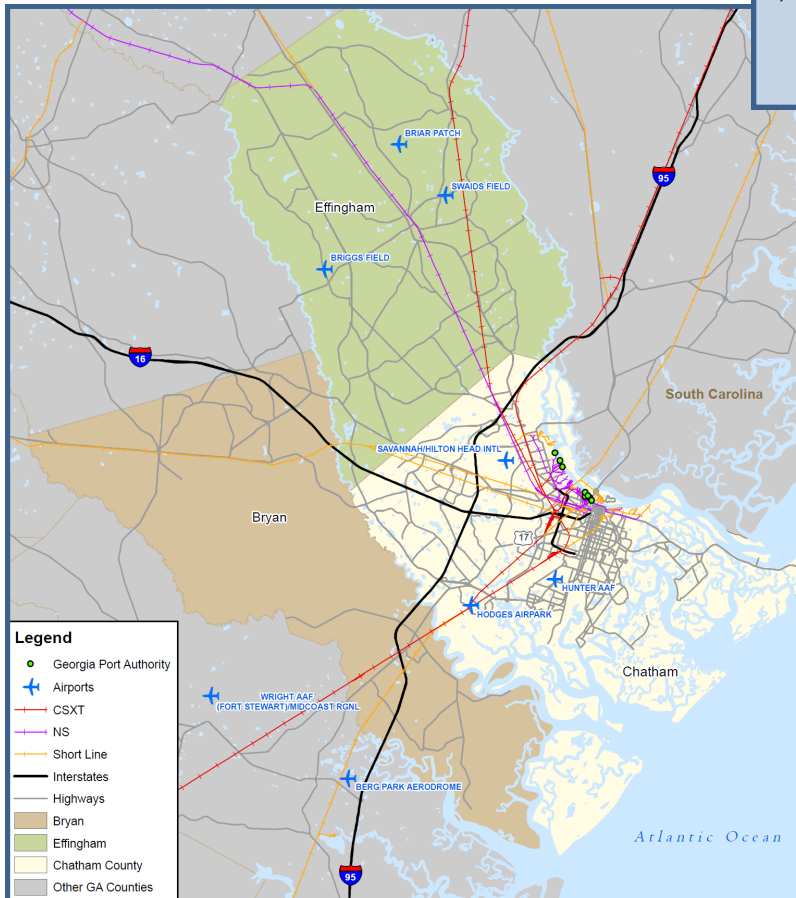 BRIAR PATCH
95
SWAIDS FIELD
Effingham
BRIGGS FIELD
16
South Carolina
SAVANNAH/HILTON HEAD INTL
Bryan
17
HUNTER AAF
HODGES AIRPARK
Chatham
WRIGHT AAF
(FORT STEWART)/MIDCOAST RGNL
BERG PARK AERODROME
Atlantic Ocean
95
Legend
Georgia Port Authority
Airports
CSXT
NS
Short Line
Interstates
Highways
Bryan
Effingham
Chatham County
Other GA Counties